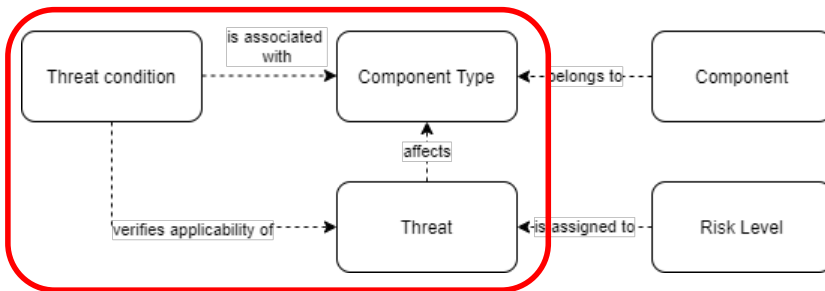 is associated
with
Threat condition
Component Type
belongs to
Component
affects
verifies applicability of
Threat
is assigned to
Risk Level